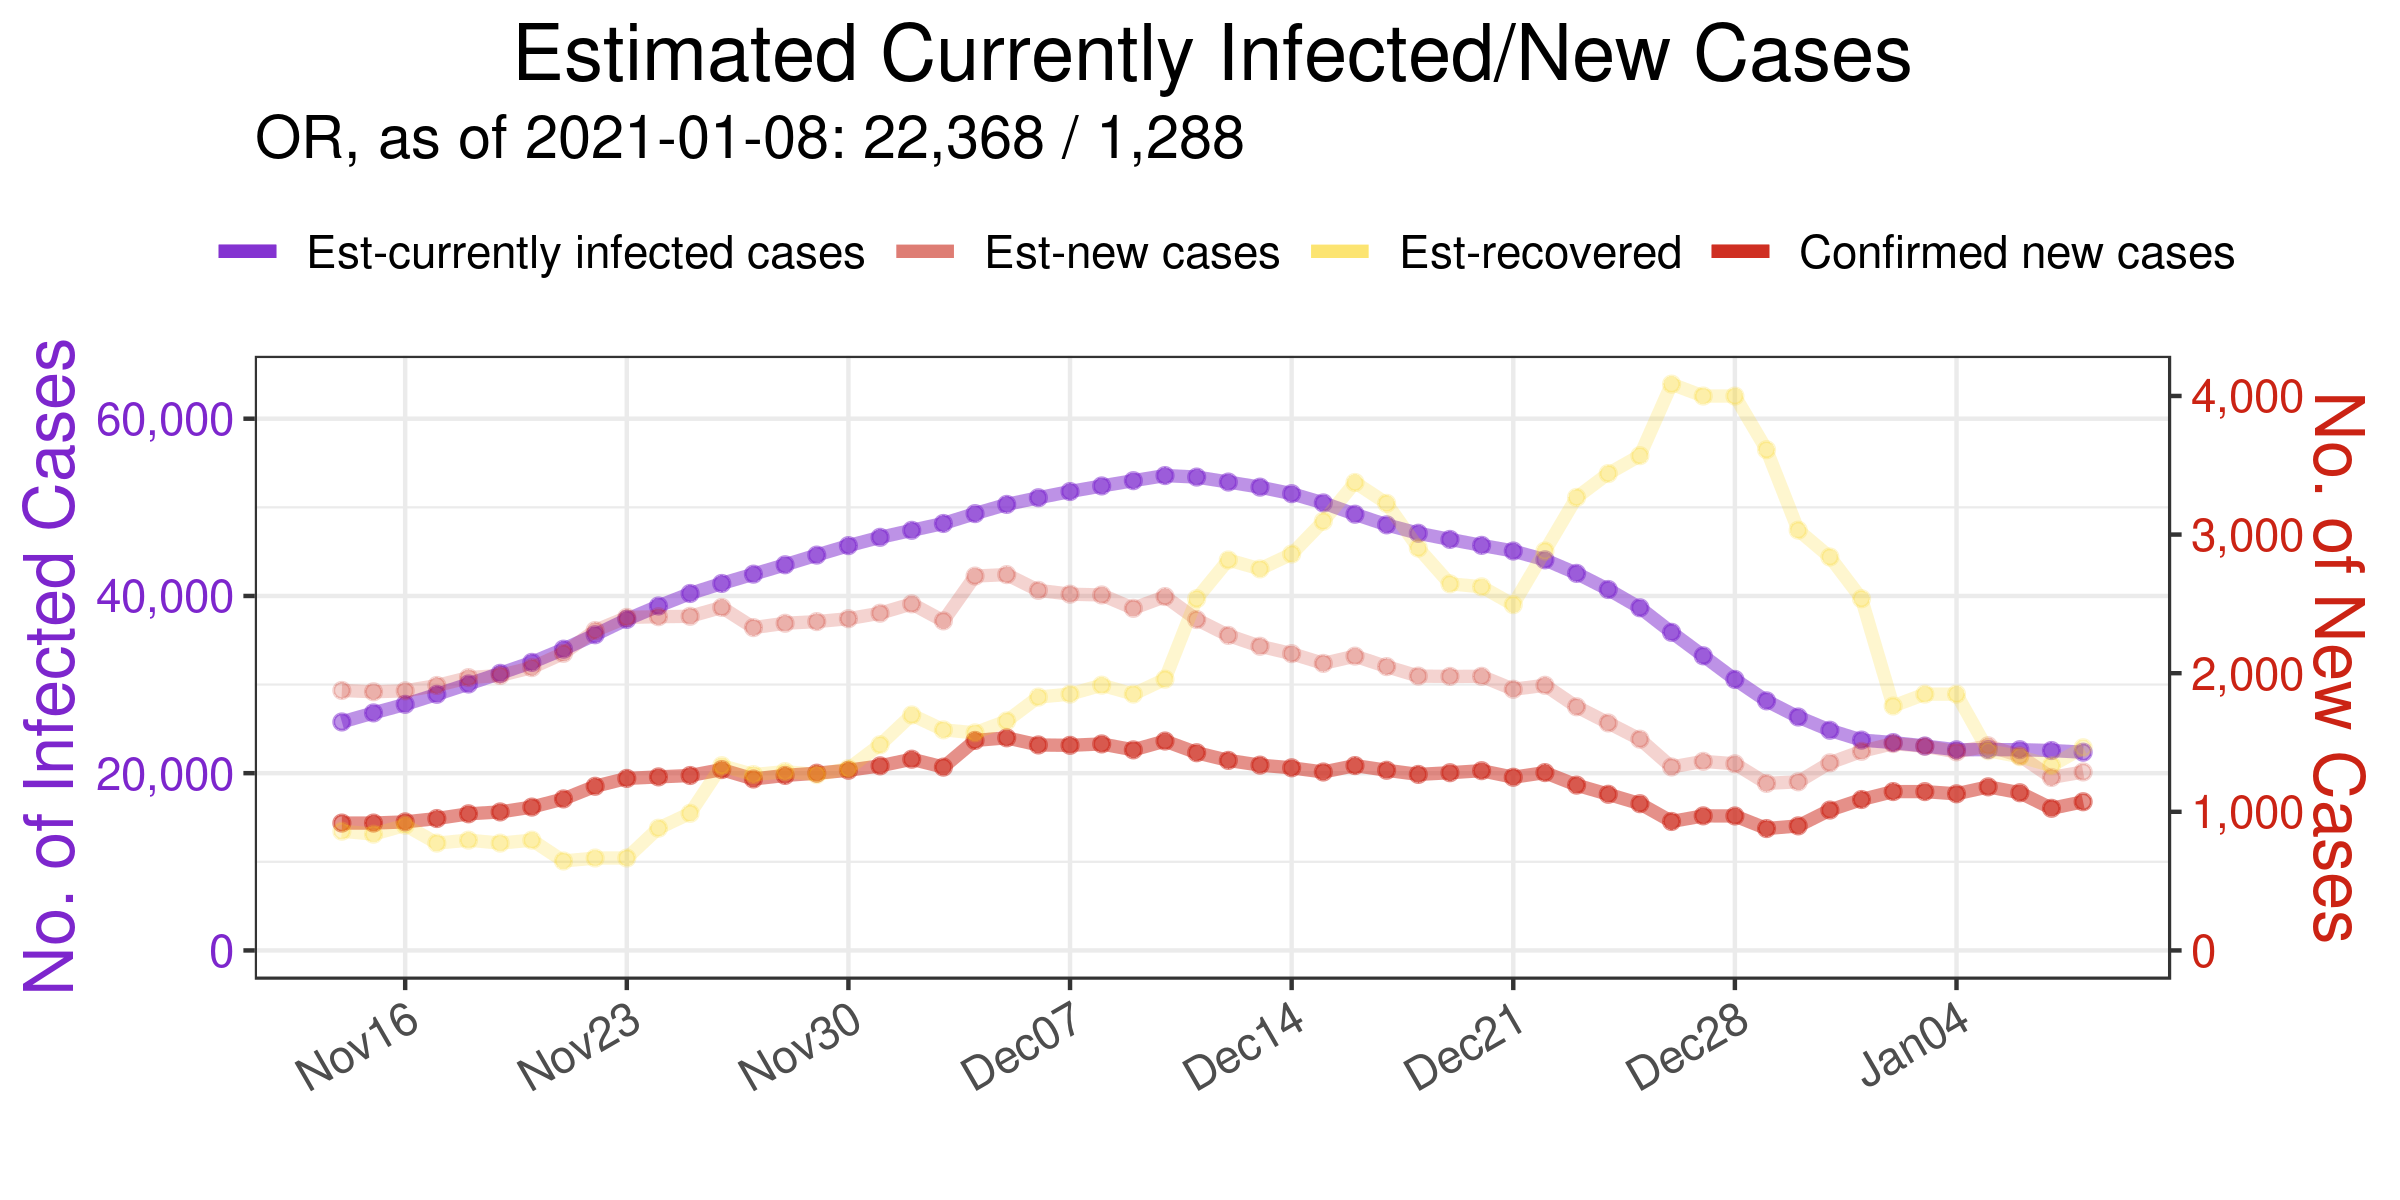 Estimated Currently Infected/New Cases
OR, as of 2021-01-08: 22,368 / 1,288
Est-currently infected cases Est-new cases Est-recovered Confirmed new cases
No. of Infected Cases
60,000
40,000
20,000
0
4,000
3,000
2,000
1,000
0
No. of New Cases
Nov16 Nov23 Nov30 Dec07 Dec14 Dec21 Dec28 Jan04